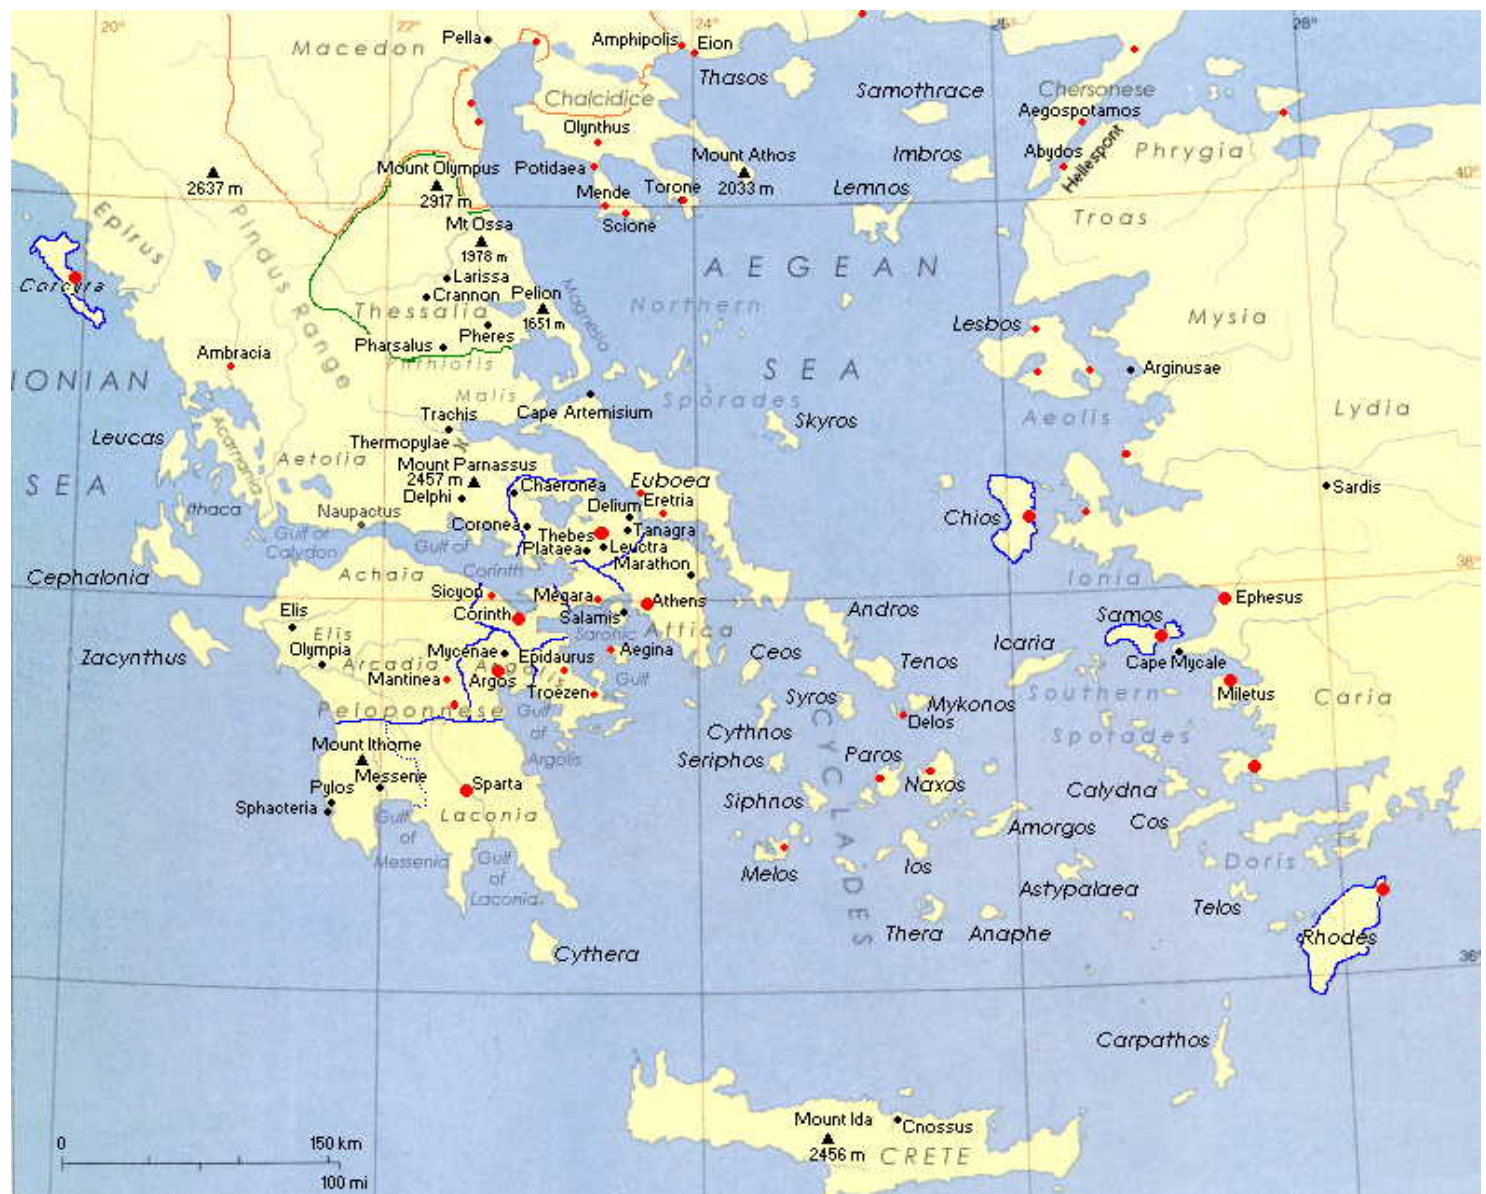 20°
22°
24°
26°
28°
Macedon
Pella
Amphipolis
Eion
Thasos
Samothrace
Chersonese
Aegospotamos
Chalcidice
Olynthus
Potidaea
Mount Athos
2033 m
Imbros
Abydos
Hellespont
Phrygia
40°
Mount Olympus
2917 m
2637 m
Mende
Torone
Scione
Lemnos
Troas
Epirus
Pindus Range
Mt Ossa
1978 m
Corcyra
Larissa
Crannon
Pelion
1651 m
Magnesia
AEGEAN
Northern
Thessalia
Pheres
Pharsalus
Phthiotis
Ambracia
Lesbos
Mysia
Arginusae
IONIAN
SEA
Sporades
Malis
Cape Artemisium
Skyros
Aeolis
Lydia
Trachis
Thermopylae
Leucas
Acarnania
Aetolia
Mount Parnassus
2457 m
Delphi
Chaeronea
Euboea
Eretria
Delium
SEA
Sardis
Ithaca
Naupactus
Gulf of
Calydon
Gulf of
Corinth
Coronea
Thebes
Tanagra
Plataea
Leuctra
Marathon
Chios
Cephalonia
Achaia
38°
Ionia
Sicyon
Megara
Athens
Corinth
Salamis
Saronic
Gulf
Attica
Andros
Ephesus
Samos
Elis
Elis
Olympia
Zacynthus
Arcadia
Mycenae
Argolis
Epidaurus
Aegina
Ceos
Tenos
Icaria
Cape Mycale
Mantinea
Argos
Troezen
Syros
Mykonos
Southern
Sporades
Miletus
Caria
Peloponnese
Gulf
of
Argolis
Cythnos
Delos
CYCLADES
Mount Ithome
Messene
Seriphos
Paros
Naxos
Pylos
Sphacteria
Sparta
Laconia
Siphnos
Calydna
Amorgos
Cos
Gulf
of
Messenia
Gulf
of
Laconia
Melos
Ios
Astypalaea
Doris
Telos
Thera
Anaphe
Rhodes
Cythera
36°
Carpathos
Mount Ida
2456 m
Cnossus
CRETE
0
150 km
100 mi